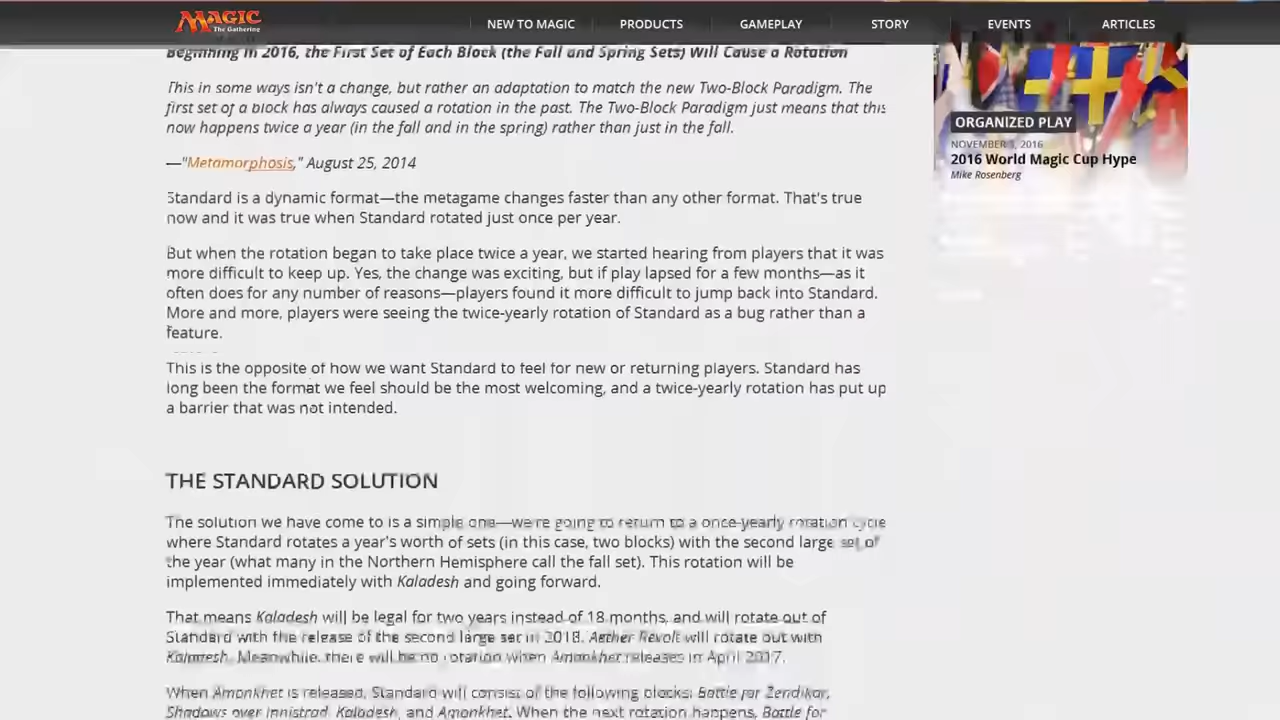 MAGIC
The Gathering
NEW TO MAGIC
PRODUCTS
GAMEPLAY
STORY
EVENTS
ARTICLES
Beginning in 2016, the First Set of Each Block (the Fall and Spring Sets) Will Cause a Rotation
This in some ways isn't a change, but rather an adaptation to match the new Two-Block Paradigm. The
first set of a block has always caused a rotation in the past. The Two-Block Paradigm just means that this
now happens twice a year (in the fall and in the spring) rather than just in the fall.
—"Metamorphosis," August 25, 2014
Standard is a dynamic format—the metagame changes faster than any other format. That's true
now and it was true when Standard rotated just once per year.
But when the rotation began to take place twice a year, we started hearing from players that it was
more difficult to keep up. Yes, the change was exciting, but if play lapsed for a few months—as it
often does for any number of reasons—players found it more difficult to jump back into Standard.
More and more, players were seeing the twice-yearly rotation of Standard as a bug rather than a
feature.
This is the opposite of how we want Standard to feel for new or returning players. Standard has
long been the format we feel should be the most welcoming, and a twice-yearly rotation has put up
a barrier that was not intended.
THE STANDARD SOLUTION
The solution we have come to is a simple one—we're going to return to a once-yearly rotation cycle
where Standard rotates a year's worth of sets (in this case, two blocks) with the second large set of
the year (what many in the Northern Hemisphere call the fall set). This rotation will be
implemented immediately with Kaladesh and going forward.
That means Kaladesh will be legal for two years instead of 18 months, and will rotate out of
Standard with the release of the second large set in 2018. Aether Revolt will rotate out with
Kaladesh. Meanwhile, there will be no rotation when Amonkhet releases in April 2017.
When Amonkhet is released, Standard will consist of the following blocks: Battle for Zendikar,
Shadows over Innistrad, Kaladesh, and Amonkhet. When the next rotation happens, Battle for
ORGANIZED PLAY
NOVEMBER 3, 2016
2016 World Magic Cup Hype
Mike Rosenberg